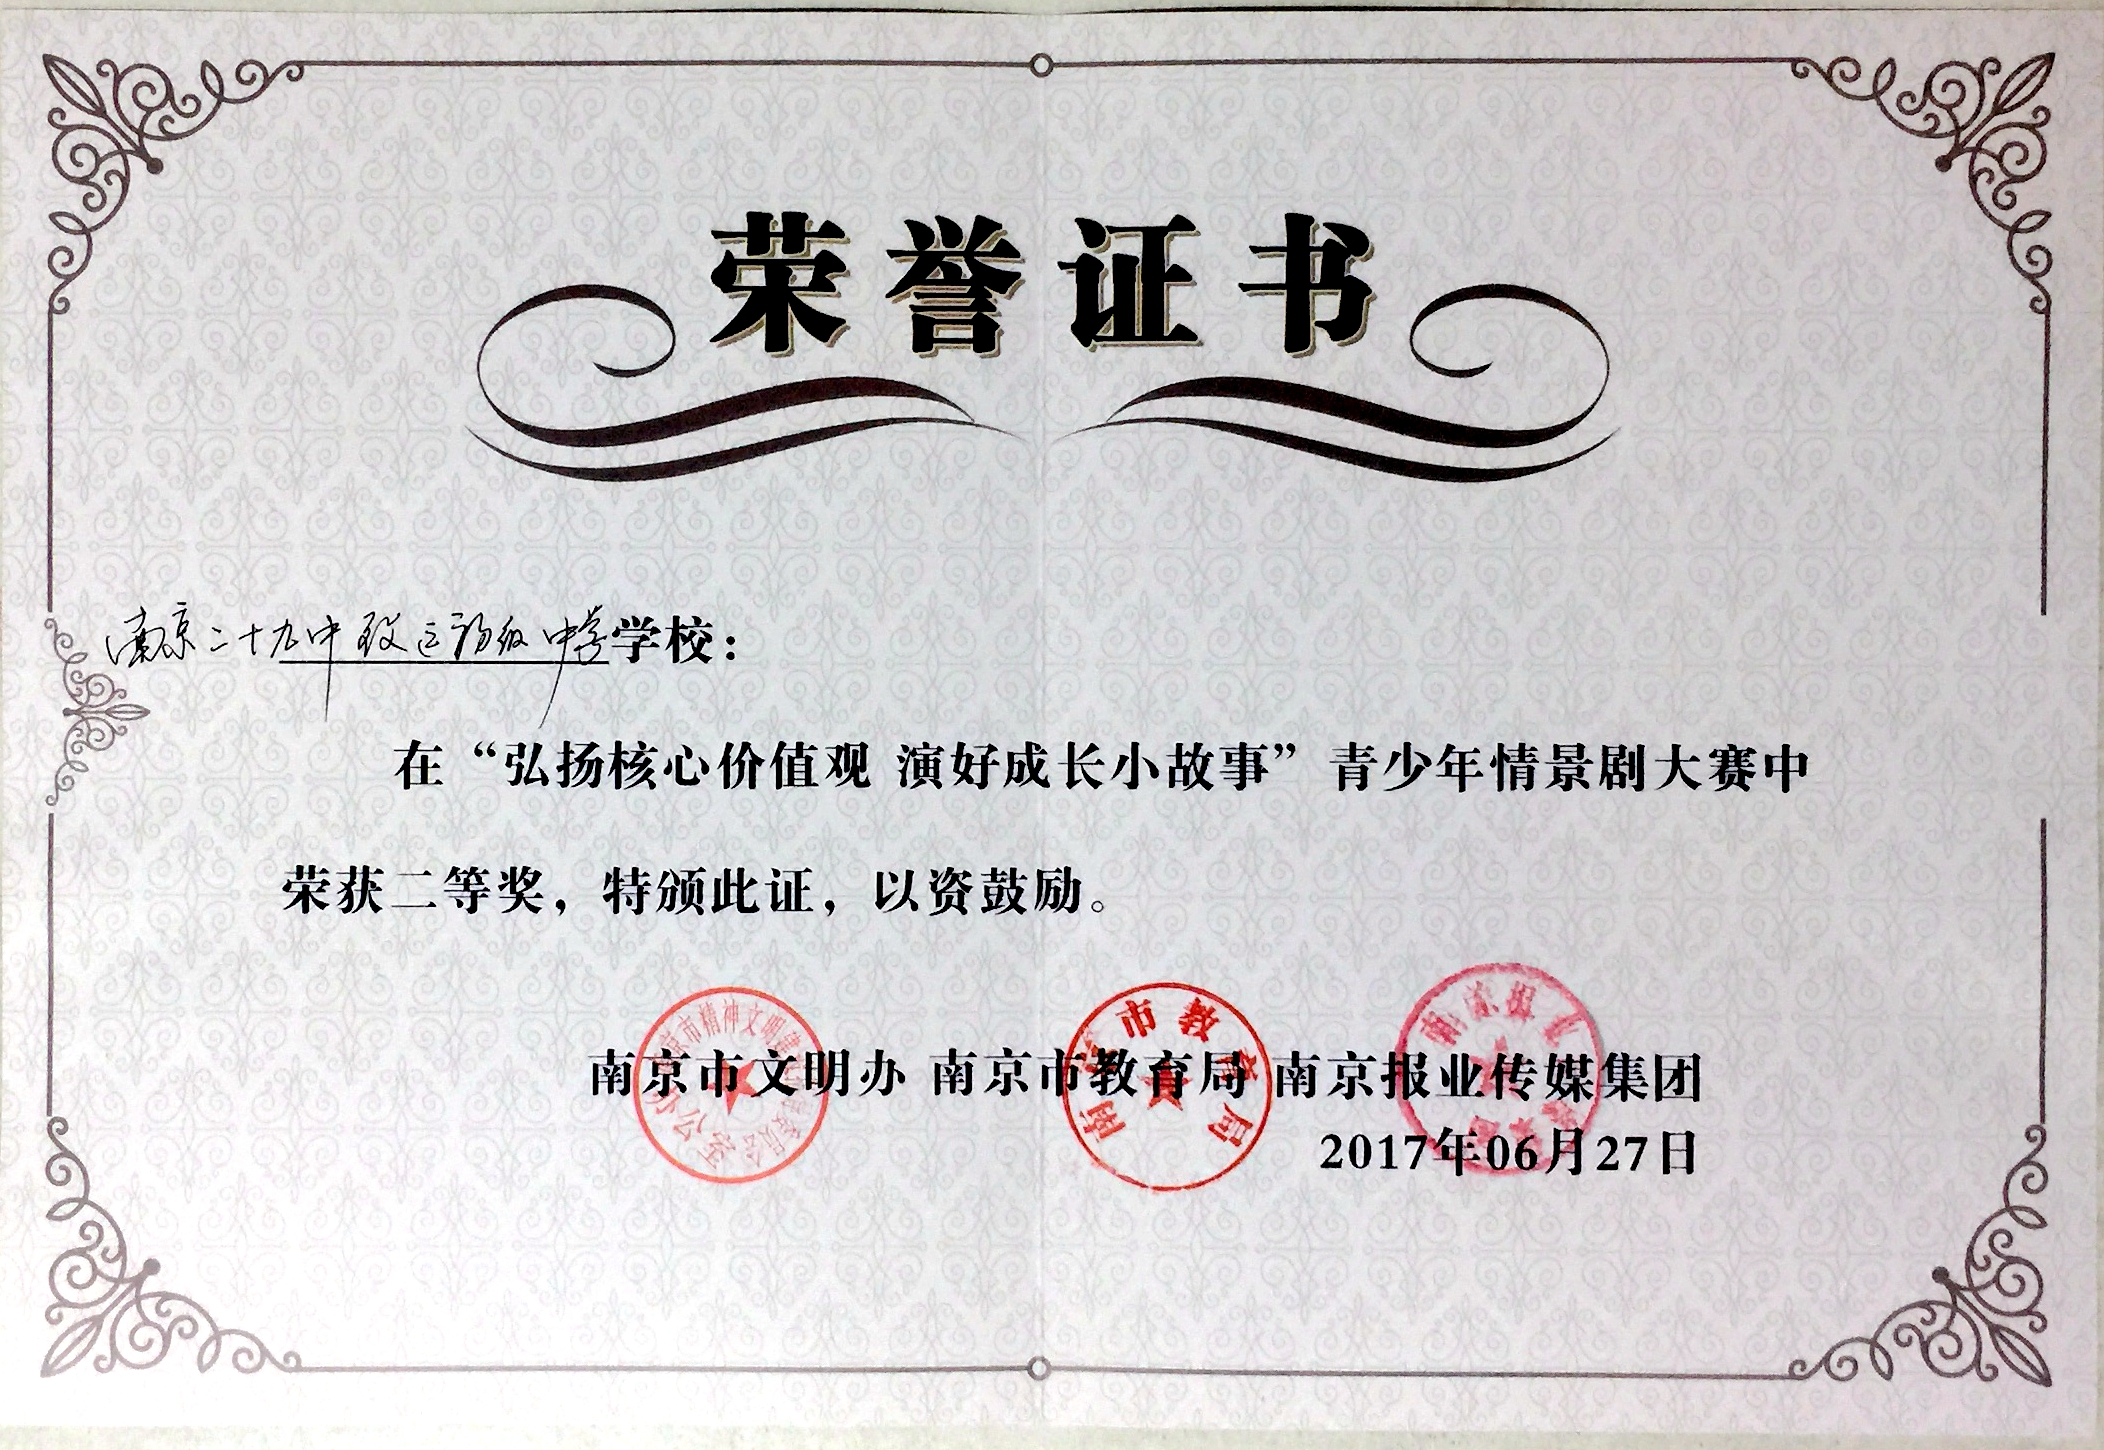 荣誉证书
南京二十九中致远初级中学学校：
在“弘扬核心价值观 演好成长小故事”青少年情景剧大赛中
荣获二等奖，特颁此证，以资鼓励。
南京市文明办 南京市教育局 南京报业传媒集团
2017年06月27日
市教育局